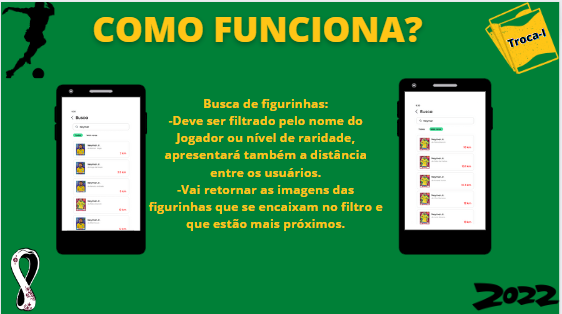 COMO FUNCIONA?
Troca-I
Busca de figurinhas:
-Deve ser filtrado pelo nome do
Jogador ou nível de raridade,
apresentará também a distância
entre os usuários.
-Vai retornar as imagens das
figurinhas que se encaixam no filtro e
que estão mais próximos.
Busca
Busca
2022